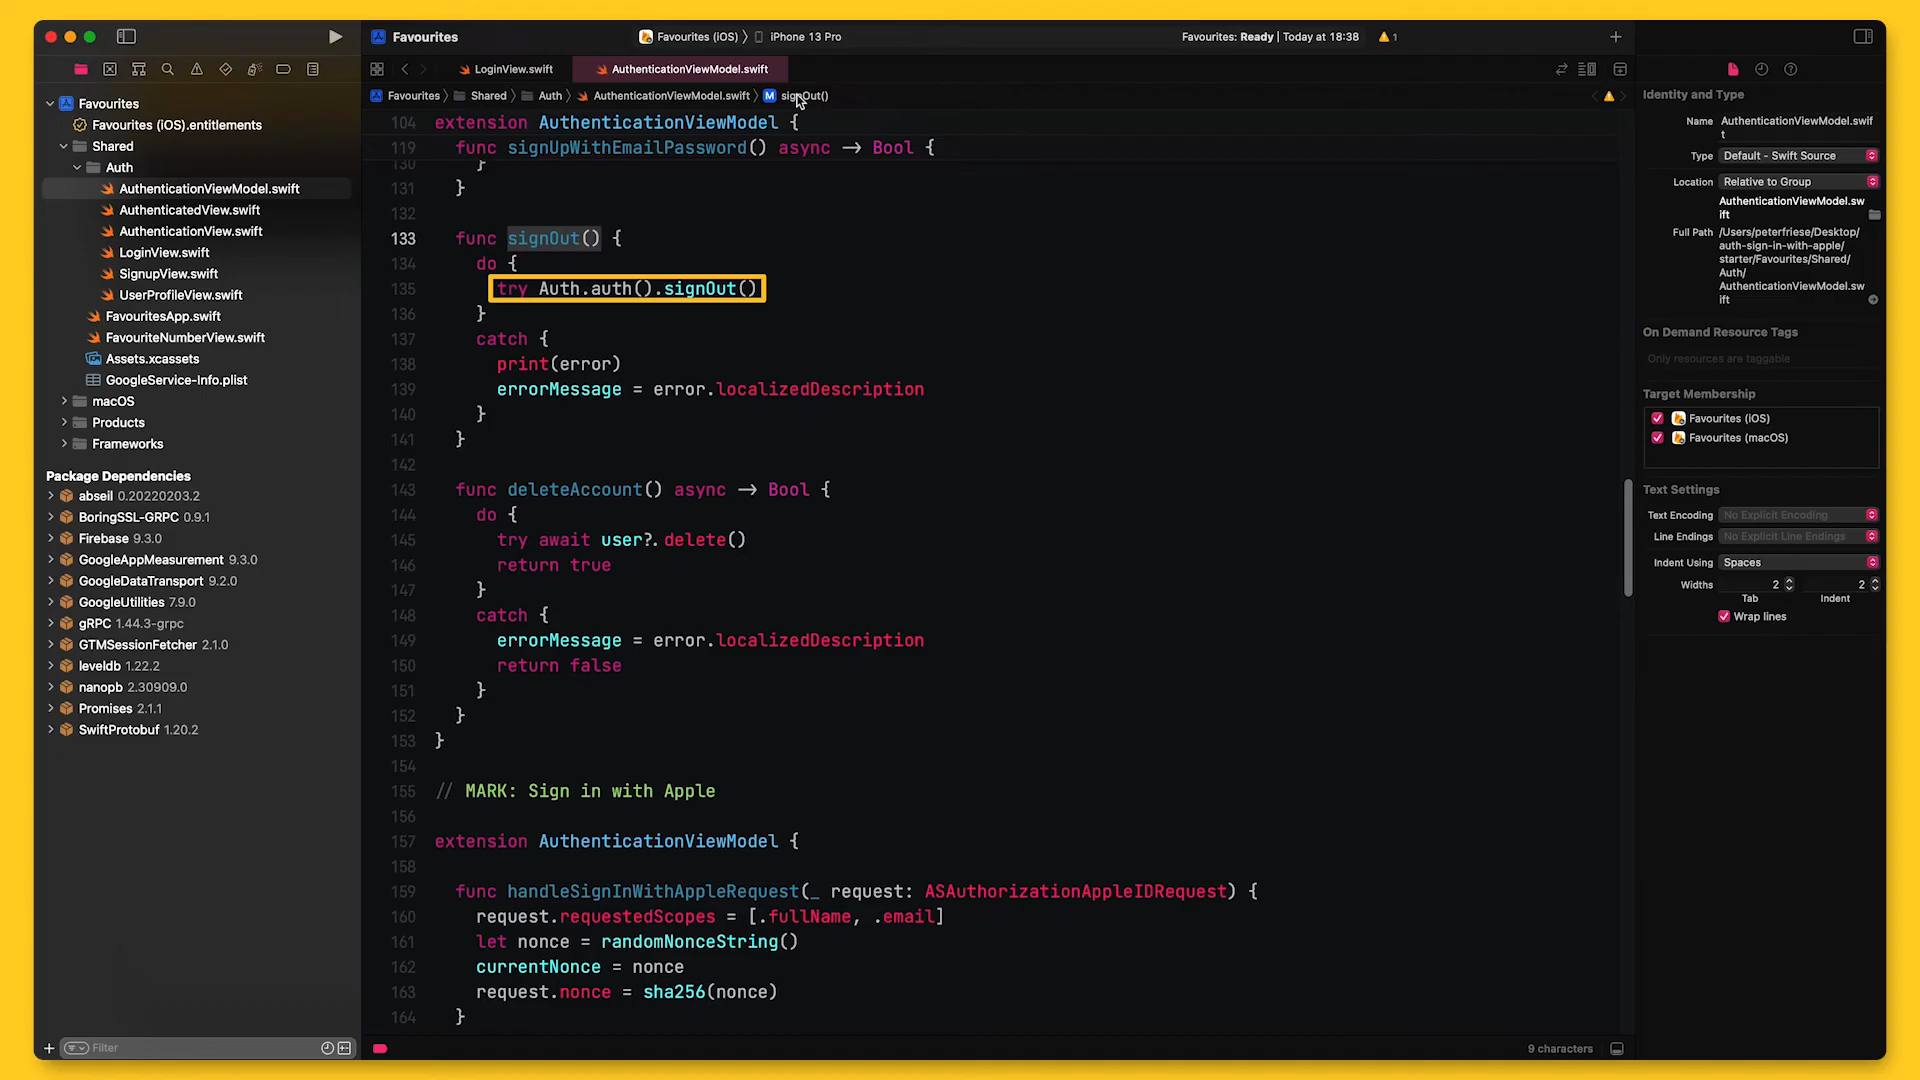 Favourites
Favourites (iOS) 〉 iPhone 13 Pro
Favourites: Ready | Today at 18:38
1
LoginView.swift
AuthenticationViewModel.swift
Favourites 〉 Shared 〉 Auth 〉 AuthenticationViewModel.swift 〉 M signOut()
Favourites
Favourites (iOS).entitlements
Shared
Auth
AuthenticationViewModel.swift
AuthenticatedView.swift
AuthenticationView.swift
LoginView.swift
SignupView.swift
UserProfileView.swift
FavouritesApp.swift
FavouriteNumberView.swift
Assets.xcassets
GoogleService-Info.plist
macOS
Products
Frameworks
Package Dependencies
abseil 0.20220203.2
BoringSSL-GRPC 0.9.1
Firebase 9.3.0
GoogleAppMeasurement 9.3.0
GoogleDataTransport 9.2.0
GoogleUtilities 7.9.0
gRPC 1.44.3-grpc
GTMSessionFetcher 2.1.0
leveldb 1.22.2
nanopb 2.30909.0
Promises 2.1.1
SwiftProtobuf 1.20.2
Filter
104 extension AuthenticationViewModel {
119 func signUpWithEmailPassword() async -> Bool {
130 }
131 }
132
133 func signOut() {
134 do {
135 try Auth.auth().signOut()
136 }
137 catch {
138 print(error)
139 errorMessage = error.localizedDescription
140 }
141 }
142
143 func deleteAccount() async -> Bool {
144 do {
145 try await user?.delete()
146 return true
147 }
148 catch {
149 errorMessage = error.localizedDescription
150 return false
151 }
152 }
153 }
154
155 // MARK: Sign in with Apple
156
157 extension AuthenticationViewModel {
158
159 func handleSignInWithAppleRequest(_ request: ASAuthorizationAppleIDRequest) {
160 request.requestedScopes = [.fullName, .email]
161 let nonce = randomNonceString()
162 currentNonce = nonce
163 request.nonce = sha256(nonce)
164 }
9 characters
Identity and Type
Name AuthenticationViewModel.swif
t
Type Default - Swift Source
Location Relative to Group
AuthenticationViewModel.sw
ift
Full Path /Users/peterfriese/Desktop/
auth-sign-in-with-apple/
starter/Favourites/Shared/
Auth/
AuthenticationViewModel.sw
ift
On Demand Resource Tags
Only resources are taggable
Target Membership
Favourites (iOS)
Favourites (macOS)
Text Settings
Text Encoding No Explicit Encoding
Line Endings No Explicit Line Endings
Indent Using Spaces
Widths 2 2
Tab Indent
Wrap lines